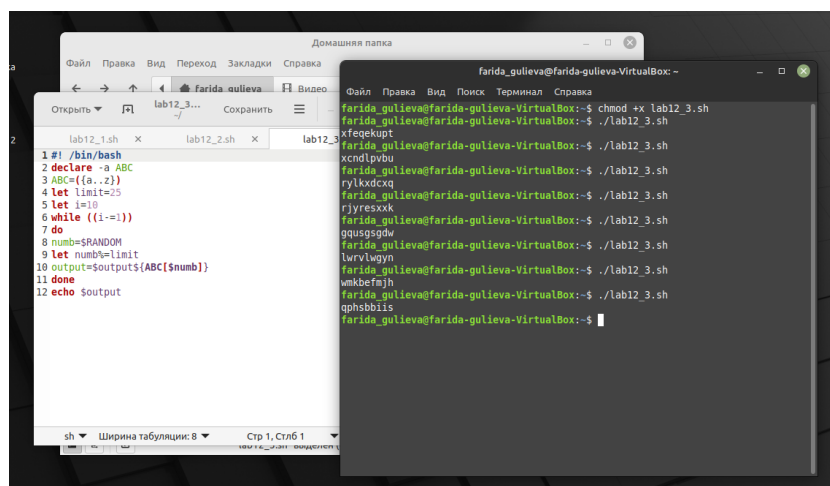 Домашняя папка
Файл Правка Вид Переход Закладки Справка
farida_gulieva Видео
Открыть lab12_3... Сохранить
~/
lab12_1.sh × lab12_2.sh × lab12_3
1 #! /bin/bash
2 declare -a ABC
3 ABC=({a..z})
4 let limit=25
5 let i=10
6 while ((i-=1))
7 do
8 numb=$RANDOM
9 let numb%=limit
10 output=$output${ABC[$numb]}
11 done
12 echo $output
sh Ширина табуляции: 8 Стр 1, Стлб 1
farida_gulieva@farida-gulieva-VirtualBox: ~
Файл Правка Вид Поиск Терминал Справка
farida_gulieva@farida-gulieva-VirtualBox:~$ chmod +x lab12_3.sh
farida_gulieva@farida-gulieva-VirtualBox:~$ ./lab12_3.sh
xfeqekupt
farida_gulieva@farida-gulieva-VirtualBox:~$ ./lab12_3.sh
xcndlpvbu
farida_gulieva@farida-gulieva-VirtualBox:~$ ./lab12_3.sh
rylkxdcxq
farida_gulieva@farida-gulieva-VirtualBox:~$ ./lab12_3.sh
rjyresxxk
farida_gulieva@farida-gulieva-VirtualBox:~$ ./lab12_3.sh
gqusgsgdw
farida_gulieva@farida-gulieva-VirtualBox:~$ ./lab12_3.sh
lwrvlwgyn
farida_gulieva@farida-gulieva-VirtualBox:~$ ./lab12_3.sh
wmkbefmjh
farida_gulieva@farida-gulieva-VirtualBox:~$ ./lab12_3.sh
qphsbbiis
farida_gulieva@farida-gulieva-VirtualBox:~$